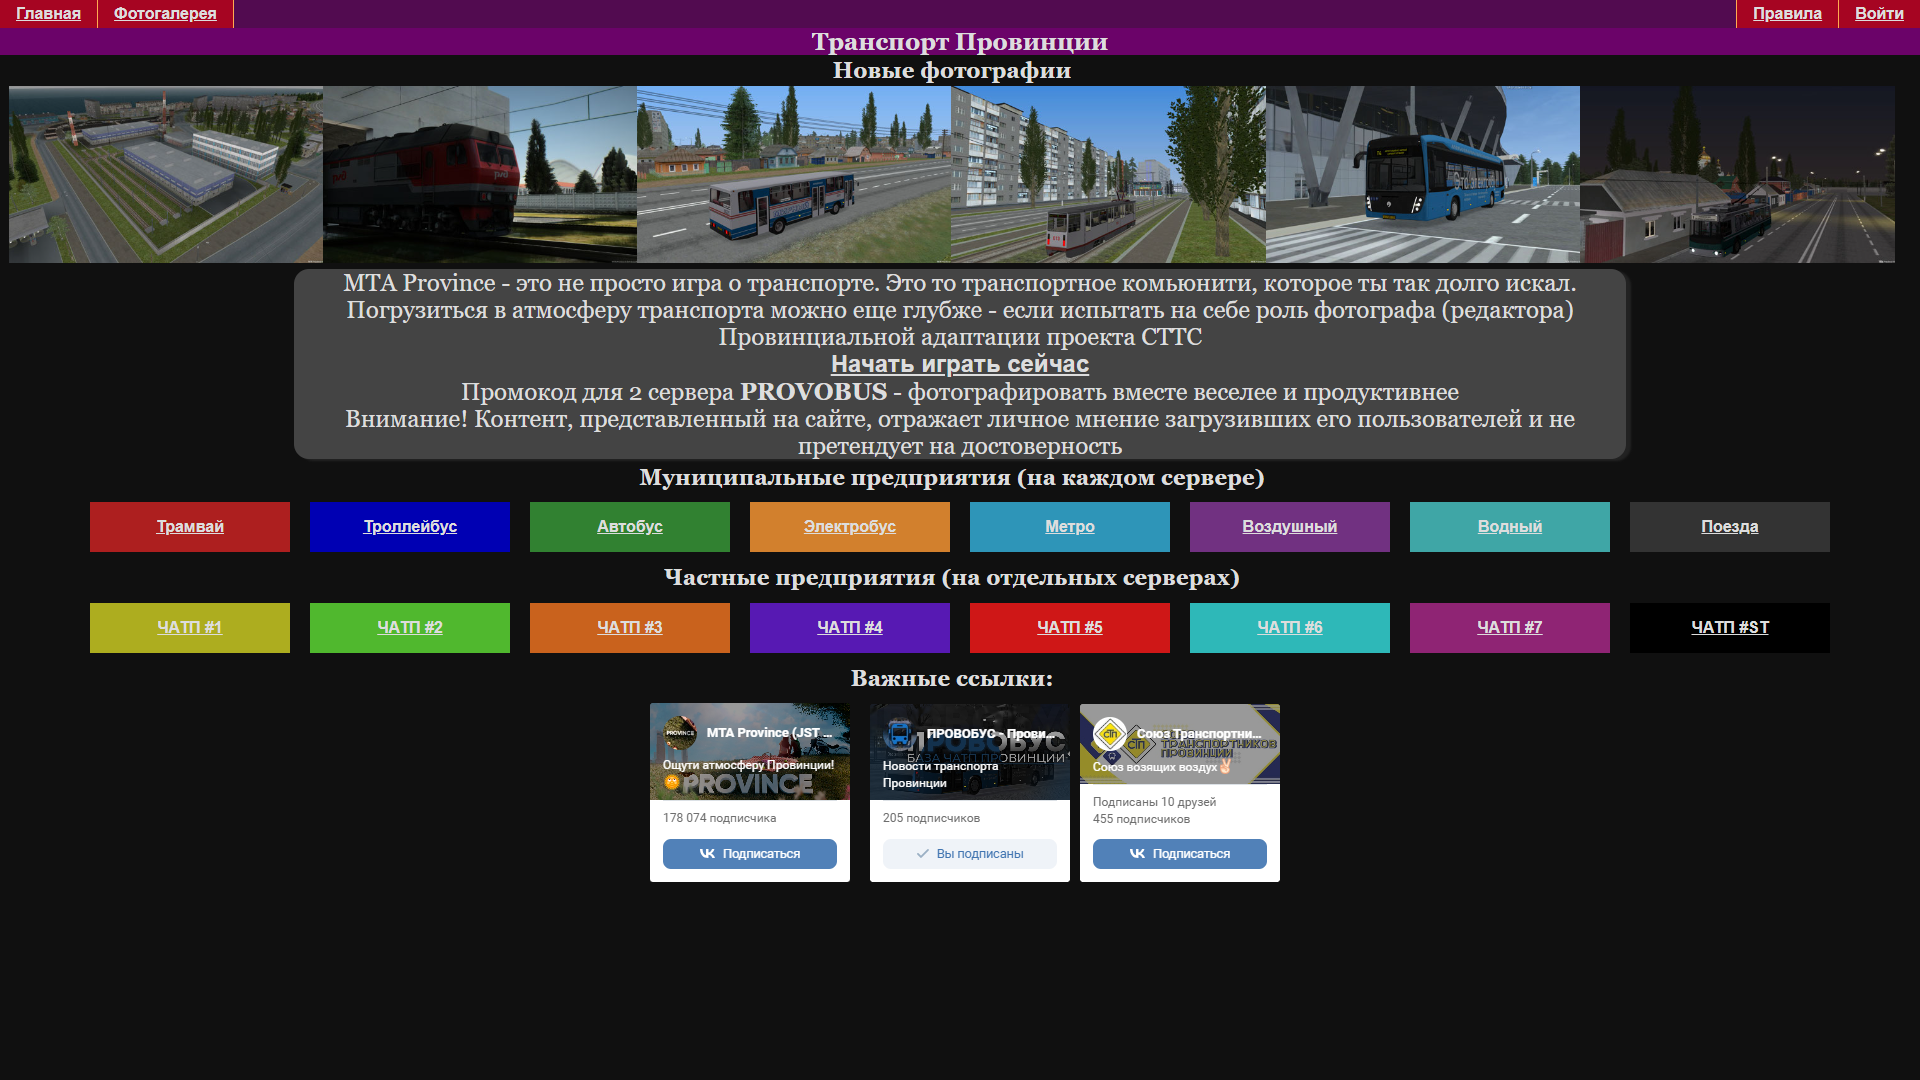 Главная
Фотогалерея
Правила
Войти
Транспорт Провинции
Новые фотографии
MTA Province - это не просто игра о транспорте. Это то транспортное комьюнити, которое ты так долго искал.
Погрузиться в атмосферу транспорта можно еще глубже - если испытать на себе роль фотографа (редактора)
Провинциальной адаптации проекта СТТС
Начать играть сейчас
Промокод для 2 сервера PROVOBUS - фотографировать вместе веселее и продуктивнее
Внимание! Контент, представленный на сайте, отражает личное мнение загрузивших его пользователей и не
претендует на достоверность
Муниципальные предприятия (на каждом сервере)
Трамвай
Троллейбус
Автобус
Электробус
Метро
Воздушный
Водный
Поезда
Частные предприятия (на отдельных серверах)
ЧАТП #1
ЧАТП #2
ЧАТП #3
ЧАТП #4
ЧАТП #5
ЧАТП #6
ЧАТП #7
ЧАТП #ST
Важные ссылки:
MTA Province (JST ...
Ощути атмосферу Провинции!
PROVINCE
178 074 подписчика
Подписаться
ПРОВОБУС - Прови...
ПРОВОБУС
БАЗА ЧАТП ПРОВИНЦИИ
Новости транспорта
Провинции
205 подписчиков
Вы подписаны
Союз Транспортни...
ТРАНСПОРТНИКОВ
ПРОВИНЦИИ
Союз возящих воздух✌
Подписаны 10 друзей
455 подписчиков
Подписаться